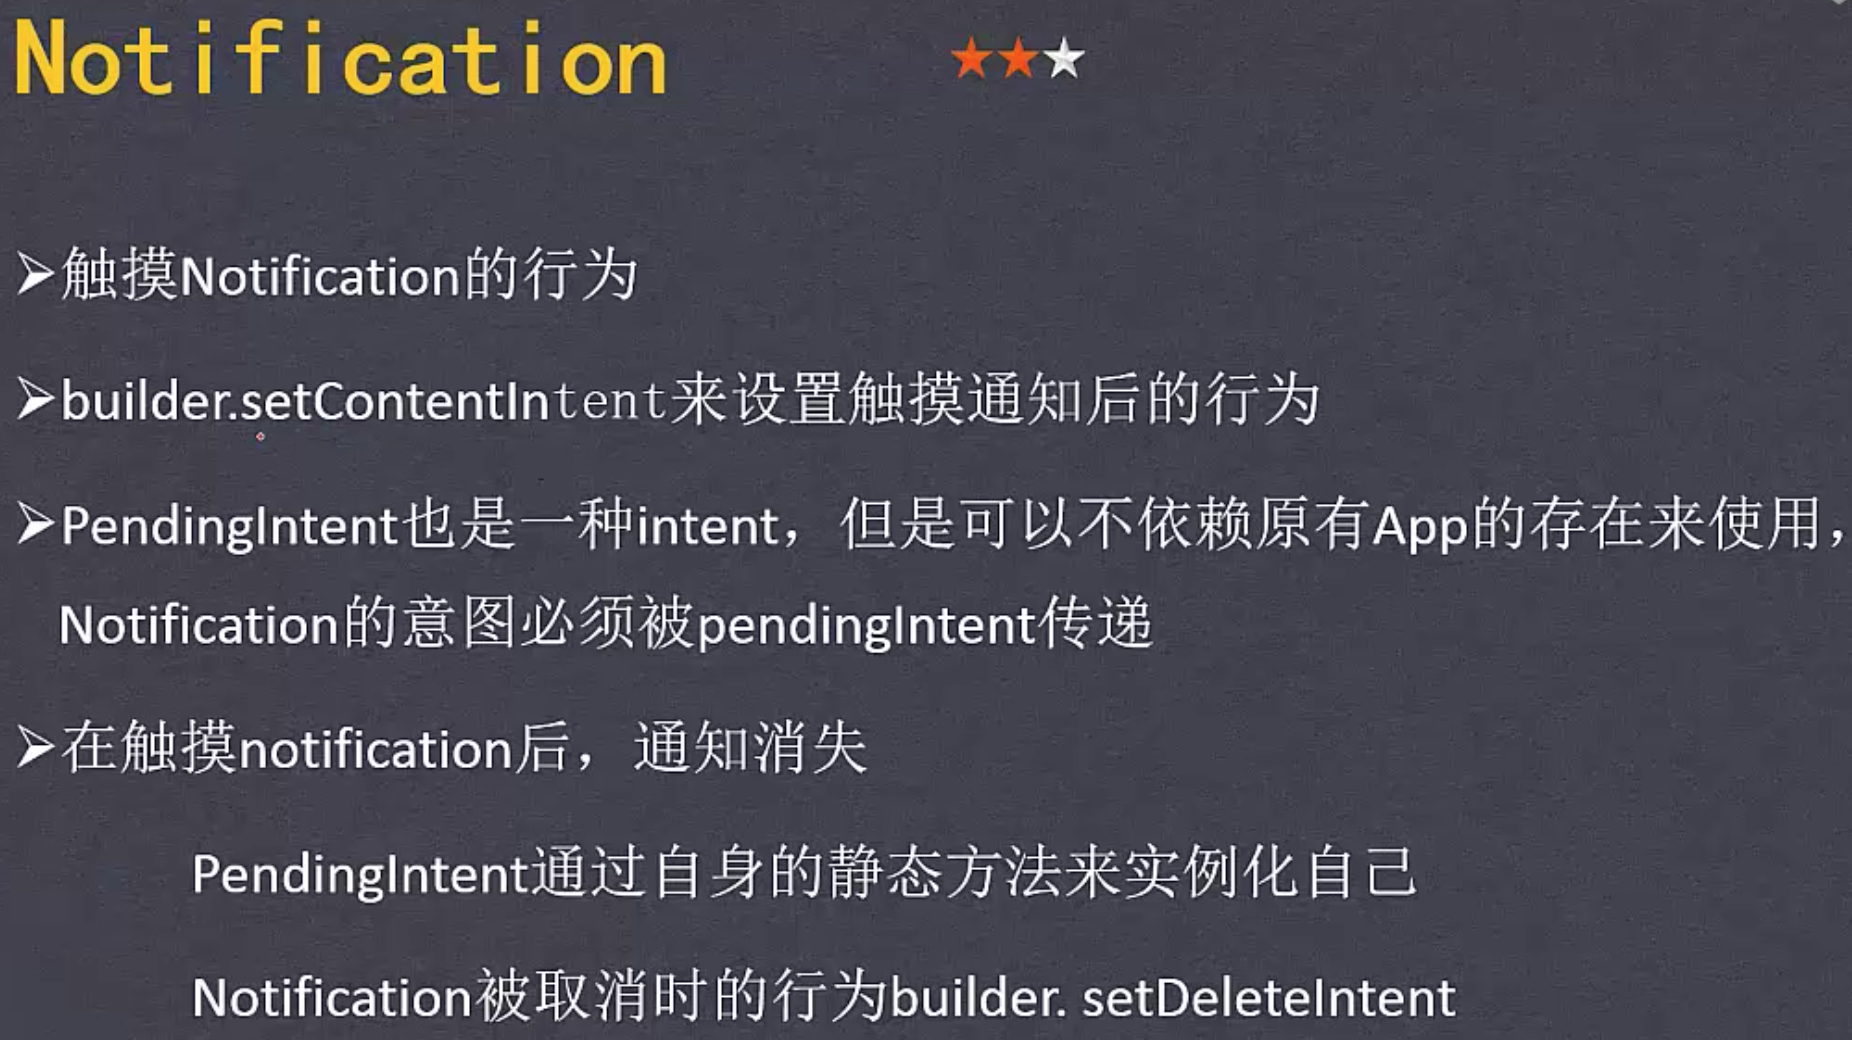 Notification
触摸Notification的行为
builder.setContentIntent来设置触摸通知后的行为
PendingIntent也是一种intent，但是可以不依赖原有App的存在来使用，
Notification的意图必须被pendingIntent传递
在触摸notification后，通知消失
PendingIntent通过自身的静态方法来实例化自己
Notification被取消时的行为builder. setDeleteIntent